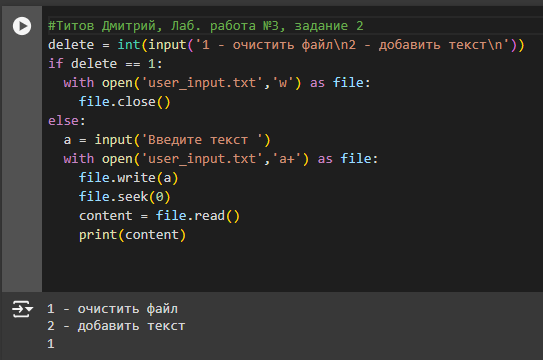 #Титов Дмитрий, Лаб. работа №3, задание 2
delete = int(input('1 - очистить файл\n2 - добавить текст\n'))
if delete == 1:
  with open('user_input.txt','w') as file:
    file.close()
else:
  a = input('Введите текст ')
  with open('user_input.txt','a+') as file:
    file.write(a)
    file.seek(0)
    content = file.read()
    print(content)
1 - очистить файл
2 - добавить текст
1